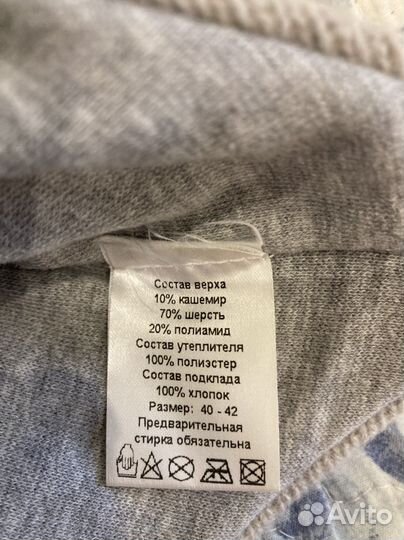 Состав верха
10% кашемир
70% шерсть
20% полиамид
Состав утеплителя
100% полиэстер
Состав подклада
100% хлопок
Размер: 40 - 42
Предварительная
стирка обязательна
Avito